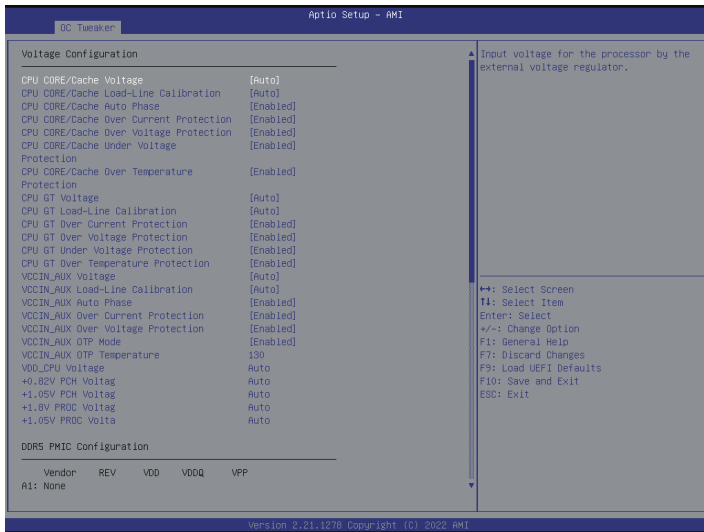 Aptio Setup - AMI
OC Tweaker
Voltage Configuration
CPU CORE/Cache Voltage [Auto]
CPU CORE/Cache Load-Line Calibration [Auto]
CPU CORE/Cache Auto Phase [Enabled]
CPU CORE/Cache Over Current Protection [Enabled]
CPU CORE/Cache Over Voltage Protection [Enabled]
CPU CORE/Cache Under Voltage [Enabled]
Protection
CPU CORE/Cache Over Temperature [Enabled]
Protection
CPU GT Voltage [Auto]
CPU GT Load-Line Calibration [Auto]
CPU GT Over Current Protection [Enabled]
CPU GT Over Voltage Protection [Enabled]
CPU GT Under Voltage Protection [Enabled]
CPU GT Over Temperature Protection [Enabled]
VCCIN_AUX Voltage [Auto]
VCCIN_AUX Load-Line Calibration [Auto]
VCCIN_AUX Auto Phase [Enabled]
VCCIN_AUX Over Current Protection [Enabled]
VCCIN_AUX Over Voltage Protection [Enabled]
VCCIN_AUX OTP Mode [Enabled]
VCCIN_AUX OTP Temperature 130
VDD_CPU Voltage Auto
+0.82V PCH Voltag Auto
+1.05V PCH Voltag Auto
+1.8V PROC Voltag Auto
+1.05V PROC Volta Auto
DDR5 PMIC Configuration
Vendor REV VDD VDDQ VPP
A1: None
Input voltage for the processor by the
external voltage regulator.
↔: Select Screen
↑↓: Select Item
Enter: Select
+/-: Change Option
F1: General Help
F7: Discard Changes
F9: Load UEFI Defaults
F10: Save and Exit
ESC: Exit
Version 2.21.1278 Copyright (C) 2022 AMI